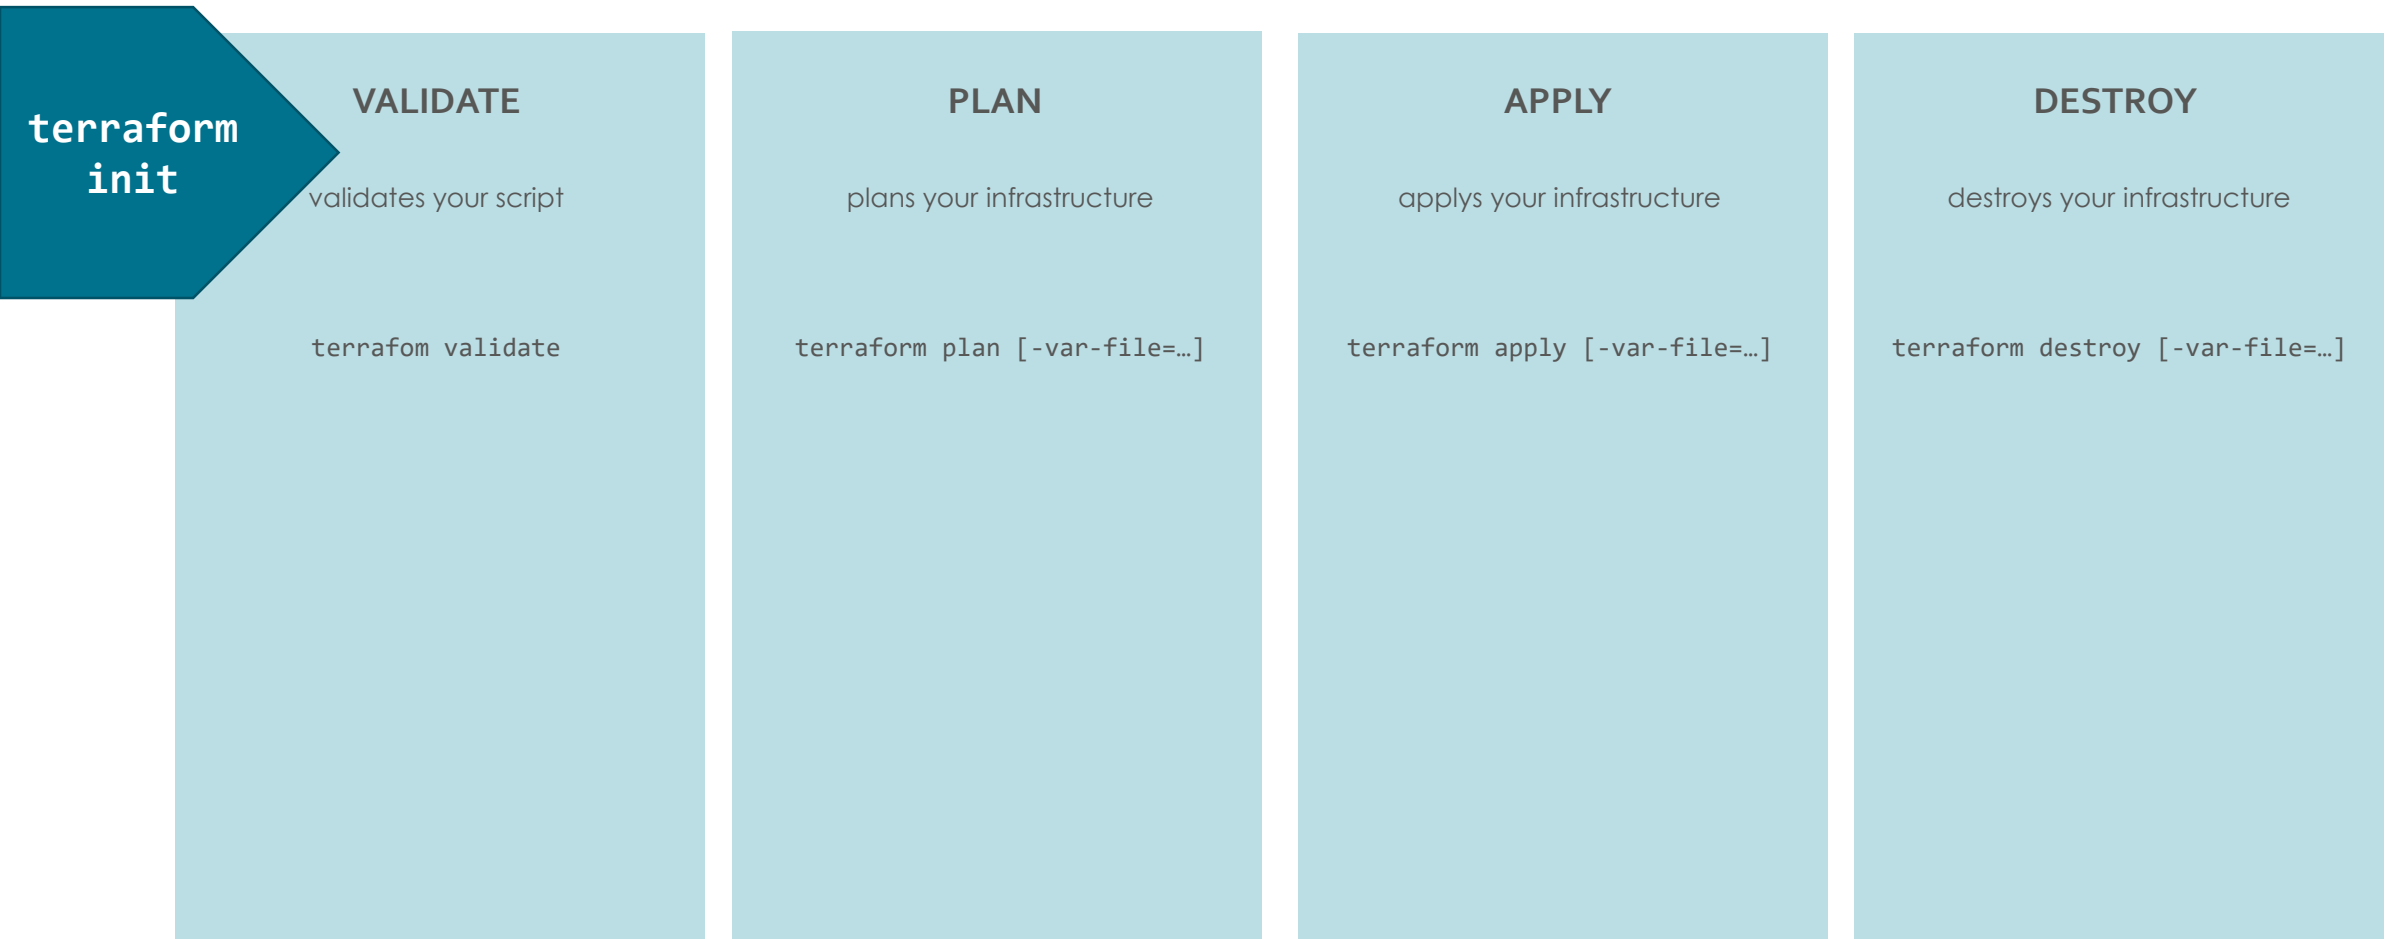 terraform
init
VALIDATE
validates your script
terrafom validate
PLAN
plans your infrastructure
terraform plan [-var-file=…]
APPLY
applys your infrastructure
terraform apply [-var-file=…]
DESTROY
destroys your infrastructure
terraform destroy [-var-file=…]